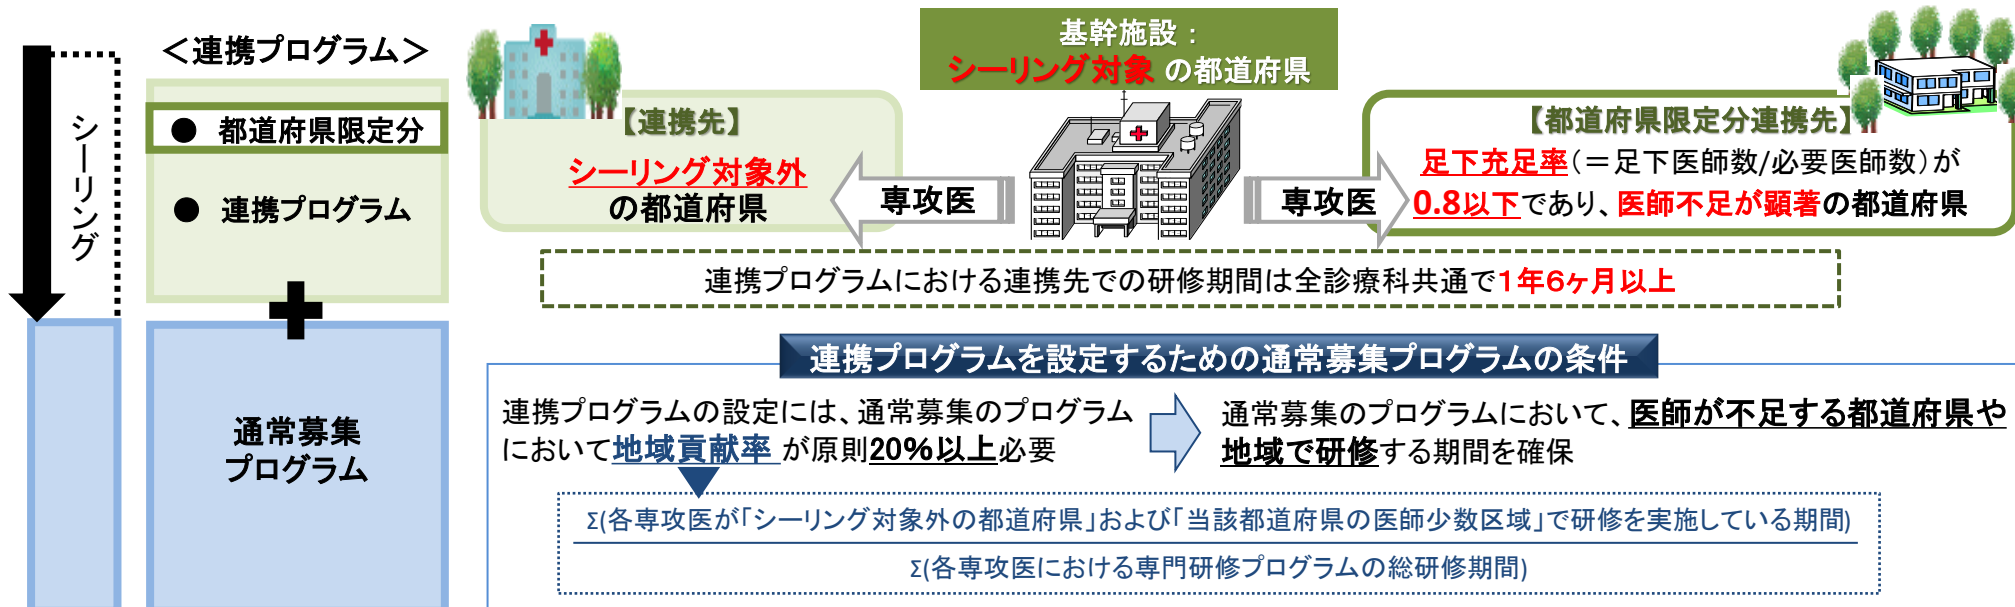 シーリング
＜連携プログラム＞
● 都道府県限定分
● 連携プログラム
通常募集
プログラム
基幹施設：
シーリング対象 の都道府県
【連携先】
シーリング対象外
の都道府県
専攻医
専攻医
【都道府県限定分連携先】
足下充足率（＝足下医師数/必要医師数）が
0.8以下であり、医師不足が顕著の都道府県
連携プログラムにおける連携先での研修期間は全診療科共通で1年6ヶ月以上
連携プログラムを設定するための通常募集プログラムの条件
連携プログラムの設定には、通常募集のプログラム
において地域貢献率 が原則20％以上必要
通常募集のプログラムにおいて、医師が不足する都道府県や
地域で研修する期間を確保
Σ(各専攻医が「シーリング対象外の都道府県」および「当該都道府県の医師少数区域」で研修を実施している期間)
Σ(各専攻医における専門研修プログラムの総研修期間)